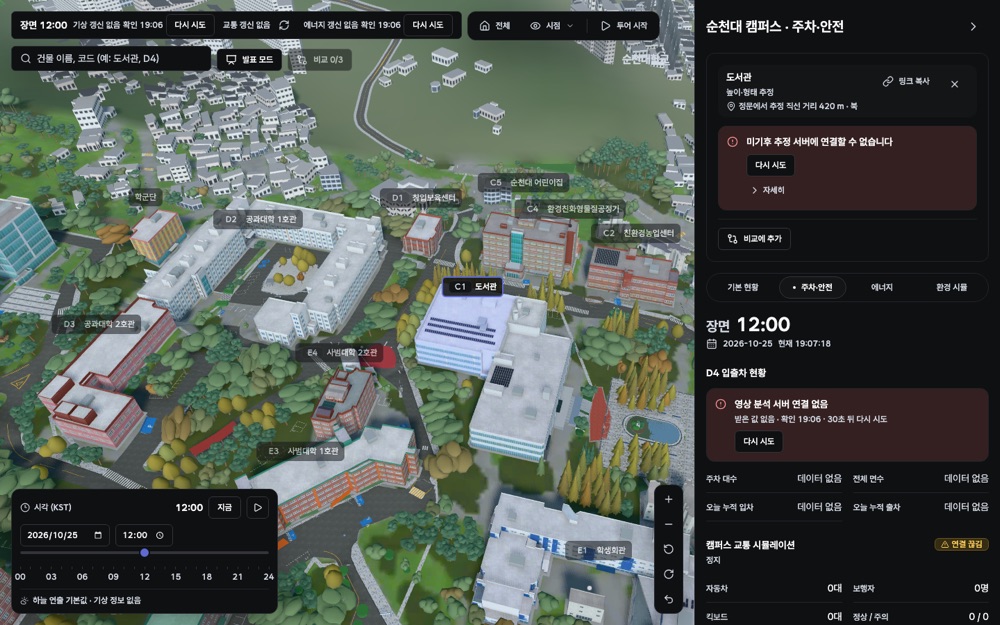 장면 12:00 기상 갱신 없음 확인 19:06 다시 시도 교통 갱신 없음 에너지 갱신 없음 확인 19:06 다시 시도
전체 시점 투어 시작
건물 이름, 코드 (예: 도서관, D4) 발표 모드 비교 0/3
학군단
D1 창업보육센터
C5 순천대 어린이집
D2 공과대학 1호관
C4 환경친화형물질공정기
C2 친환경농업센터
C1 도서관
D3 공과대학 2호관
E4 사범대학 2호관
E3 사범대학 1호관
E1 학생회관
시각 (KST) 12:00 지금
2026/10/25 12:00
00 03 06 09 12 15 18 21 24
하늘 연출 기본값 · 기상 정보 없음
순천대 캠퍼스 · 주차·안전
도서관
링크 복사
높이·형태 추정
정문에서 추정 직선 거리 420 m · 북
미기후 추정 서버에 연결할 수 없습니다
다시 시도
자세히
비교에 추가
기본 현황 주차·안전 에너지 환경 시뮬
장면 12:00
2026-10-25 현재 19:07:18
D4 입출차 현황
영상 분석 서버 연결 없음
받은 값 없음 · 확인 19:06 · 30초 뒤 다시 시도
다시 시도
주차 대수 데이터 없음 전체 면수 데이터 없음
오늘 누적 입차 데이터 없음 오늘 누적 출차 데이터 없음
캠퍼스 교통 시뮬레이션 연결 끊김
정지
자동차 0대 보행자 0명
킥보드 0대 정상 / 주의 0 / 0